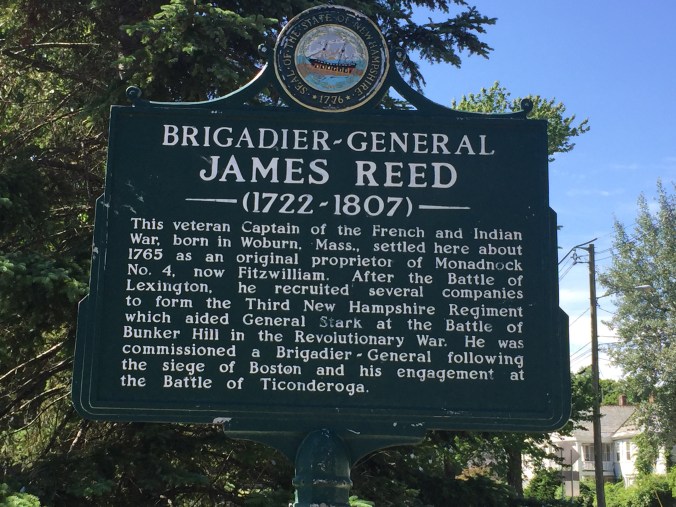 SEAL OF THE STATE OF NEW HAMPSHIRE
1776
BRIGADIER-GENERAL
JAMES REED
(1722-1807)
This veteran Captain of the French and Indian
War, born in Woburn, Mass., settled here about
1765 as an original proprietor of Monadnock
No. 4, now Fitzwilliam. After the Battle of
Lexington, he recruited several companies
to form the Third New Hampshire Regiment
which aided General Stark at the Battle of
Bunker Hill in the Revolutionary War. He was
commissioned a Brigadier-General following
the siege of Boston and his engagement at
the Battle of Ticonderoga.